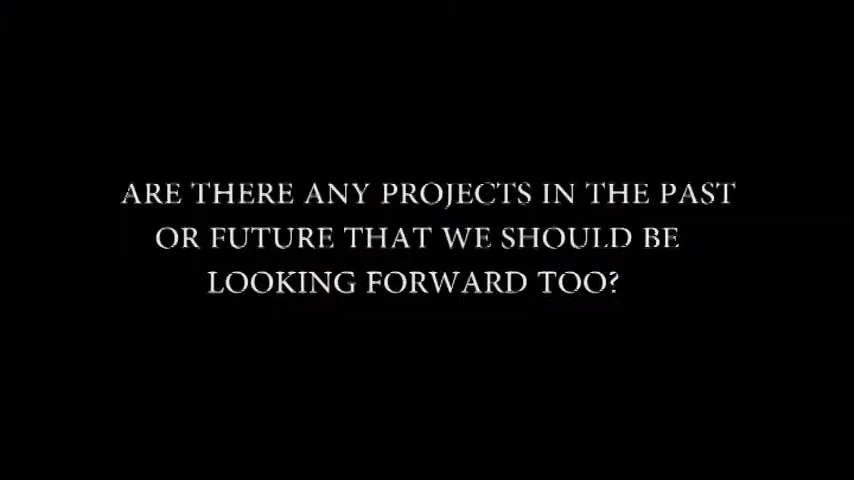 ARE THERE ANY PROJECTS IN THE PAST
OR FUTURE THAT WE SHOULD BE
LOOKING FORWARD TOO?